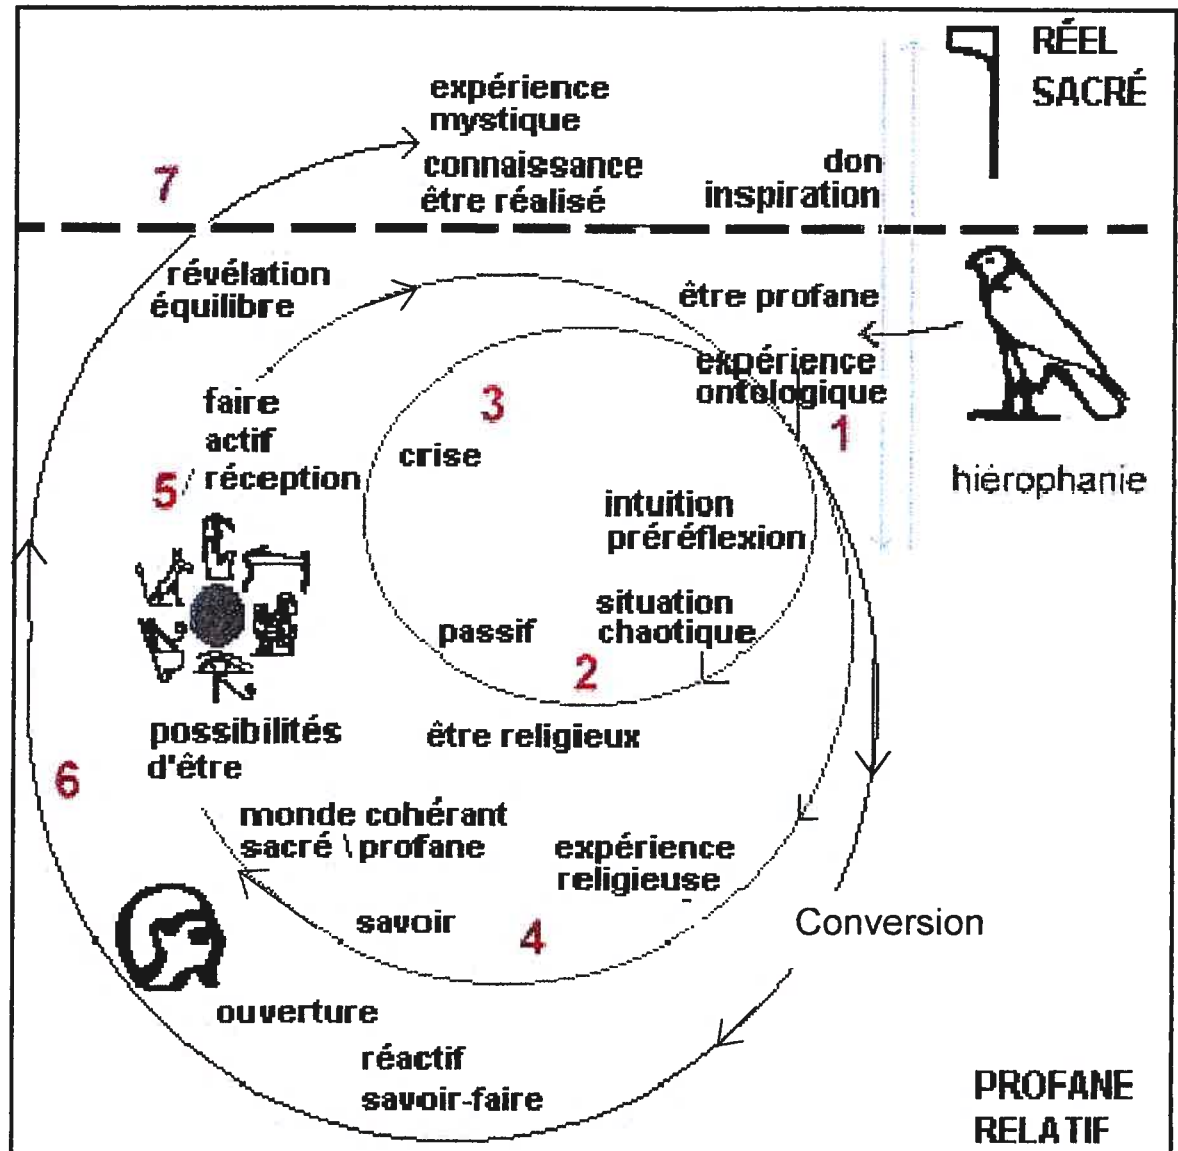 RÉEL
SACRÉ
expérience
mystique
connaissance
être réalisé
don
inspiration
7
révélation
équilibre
être profane
expérience
ontologique
1
hiérophanie
faire
actif
réception
5
3
crise
intuition
préréflexion
situation
chaotique
passif
2
possibilités
d'être
être religieux
6
monde cohérant
sacré \ profane
expérience
religieuse
savoir
4
Conversion
ouverture
réactif
savoir-faire
PROFANE
RELATIF